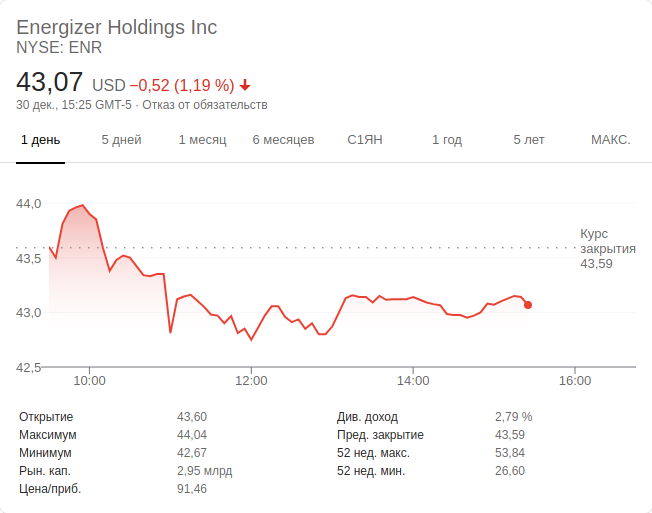 Energizer Holdings Inc
NYSE: ENR
43,07 USD −0,52 (1,19 %)
30 дек., 15:25 GMT-5 · Отказ от обязательств
1 день 5 дней 1 месяц 6 месяцев С1ЯН 1 год 5 лет МАКС.
44,0
Курс
закрытия
43,59
43,5
43,0
42,5
10:00 12:00 14:00 16:00
Открытие 43,60 Див. доход 2,79 %
Максимум 44,04 Пред. закрытие 43,59
Минимум 42,67 52 нед. макс. 53,84
Рын. кап. 2,95 млрд 52 нед. мин. 26,60
Цена/приб. 91,46